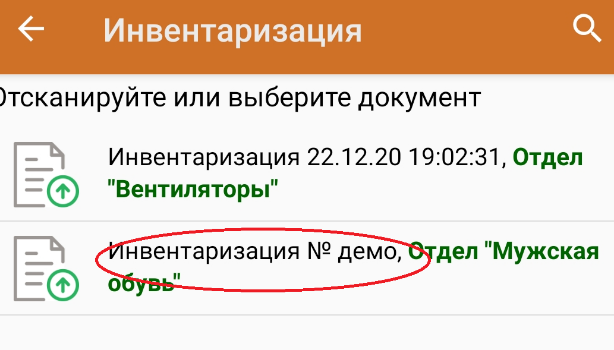 Инвентаризация
Отсканируйте или выберите документ
Инвентаризация 22.12.20 19:02:31, Отдел
"Вентиляторы"
Инвентаризация № демо, Отдел "Мужская
обувь"